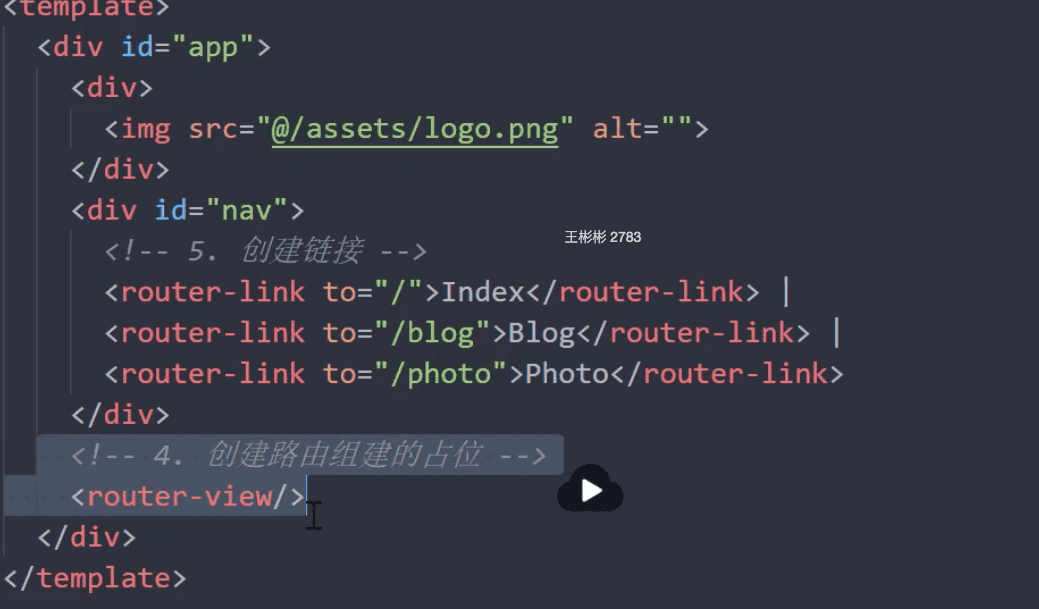 <template>
<div id="app">
<div>
<img src="@/assets/logo.png" alt="">
</div>
<div id="nav">
王彬彬 2783
<!-- 5. 创建链接 -->
<router-link to="/">Index</router-link> |
<router-link to="/blog">Blog</router-link> |
<router-link to="/photo">Photo</router-link>
</div>
<!-- 4. 创建路由组建的占位 -->
<router-view/>
</div>
</template>